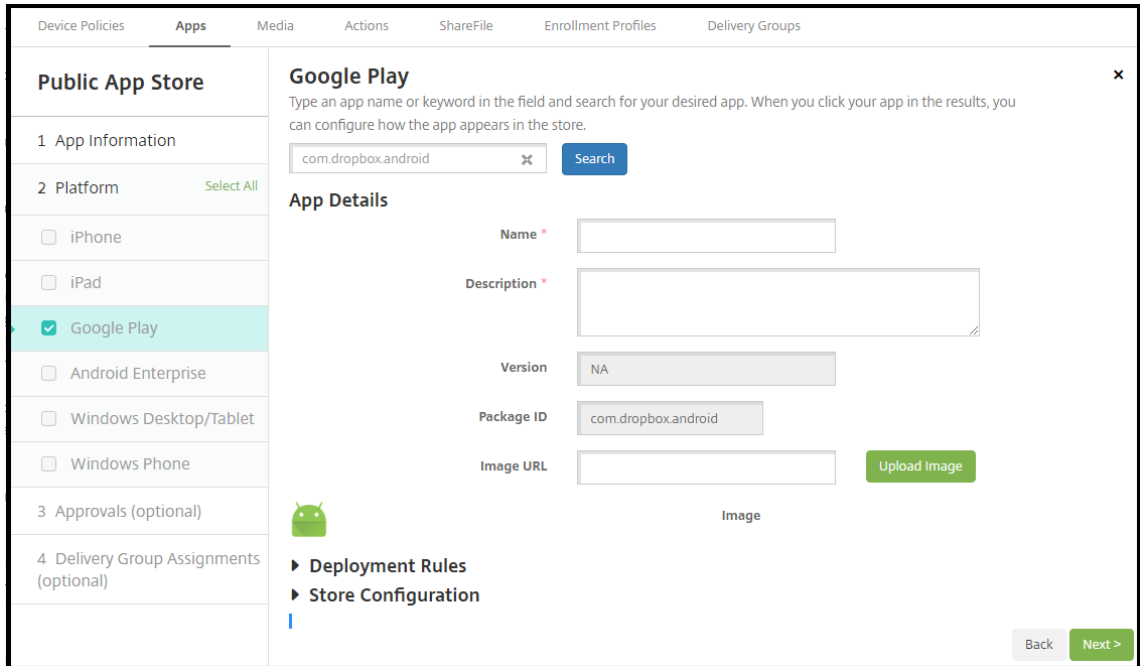 Device Policies Apps Media Actions ShareFile Enrollment Profiles Delivery Groups
Public App Store
1 App Information
2 Platform Select All
iPhone
iPad
Google Play
Android Enterprise
Windows Desktop/Tablet
Windows Phone
3 Approvals (optional)
4 Delivery Group Assignments
(optional)
Google Play
Type an app name or keyword in the field and search for your desired app. When you click your app in the results, you
can configure how the app appears in the store.
com.dropbox.android Search
App Details
Name *
Description *
Version NA
Package ID com.dropbox.android
Image URL Upload Image
Image
Deployment Rules
Store Configuration
Back Next >